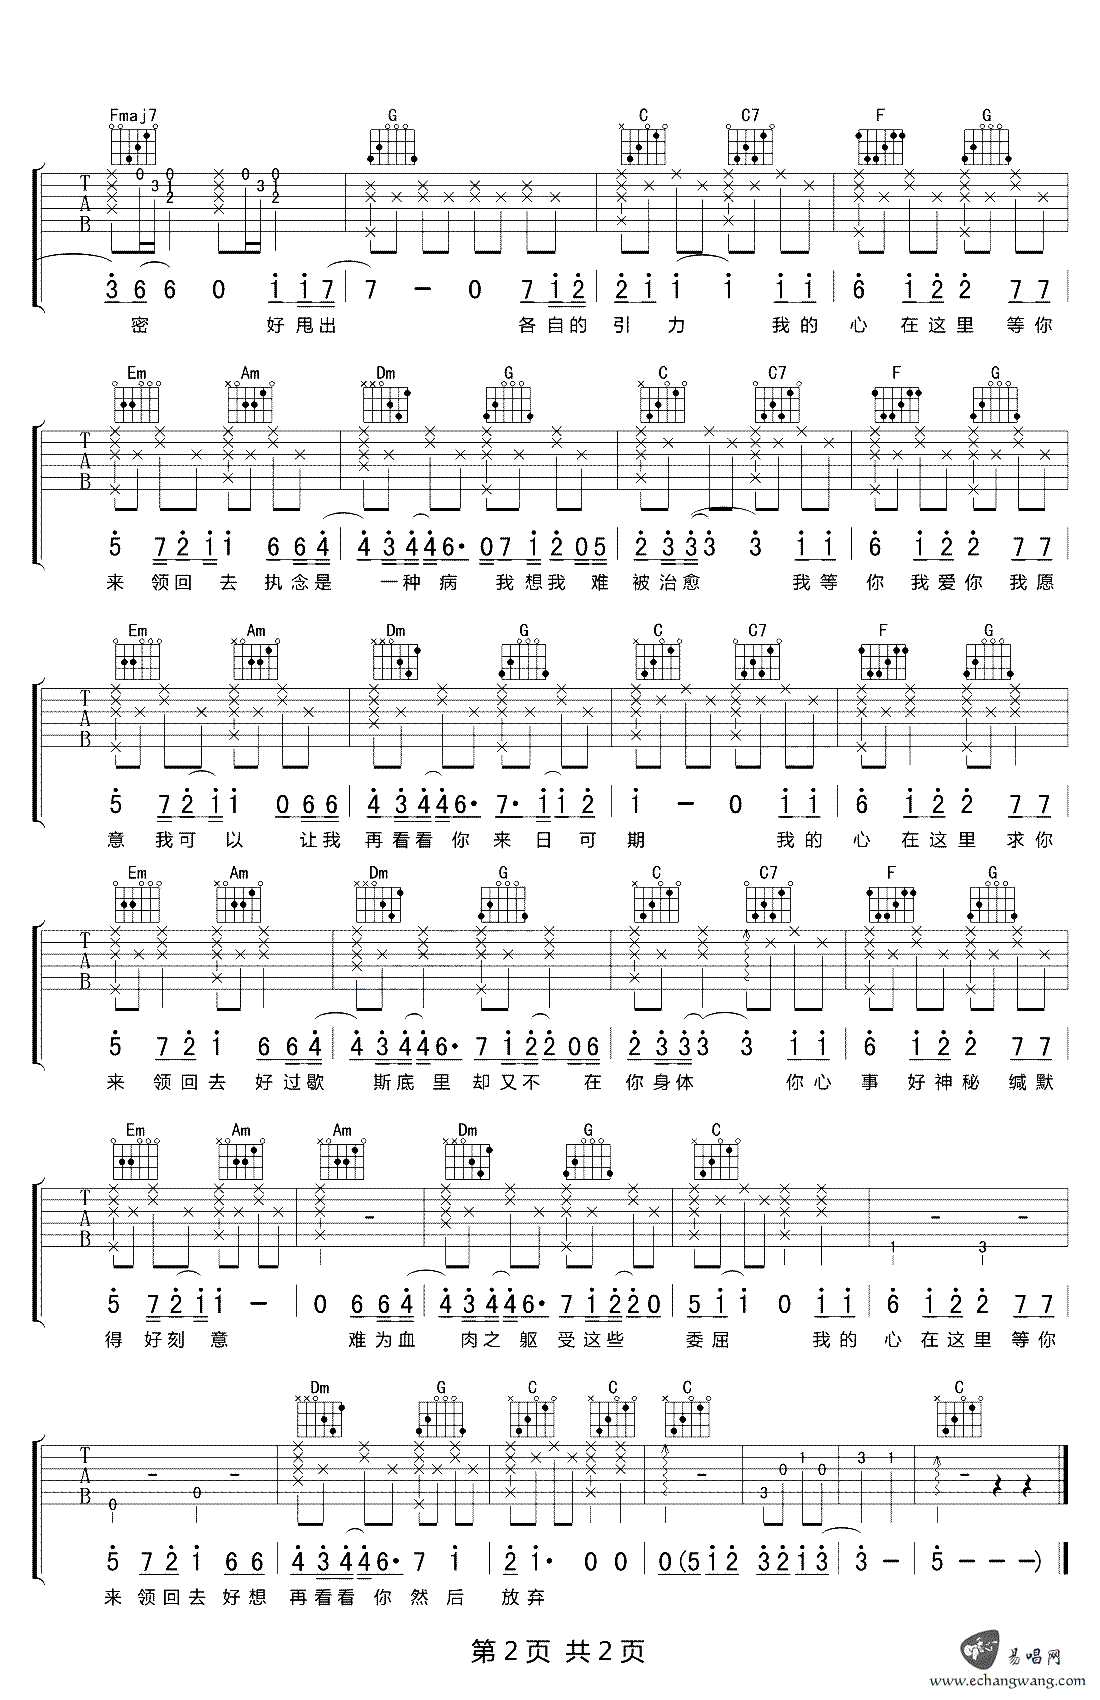 Fmaj7 G C C7 F G
T A B 0 3 0 1 2 0 3 0 1 2
3 6 6 0 1 1 7 7 － 0 7 1 2 2 1 1 1 1 1 1 6 1 2 2 7 7
密 好甩出 各自的 引 力 我的 心 在这里 等你
Em Am Dm G C C7 F G
T A B
5 7 2 1 1 6 6 4 4 3 4 4 6· 0 7 1 2 0 5 2 3 3 3 3 1 1 6 1 2 2 7 7
来 领回 去 执念是 一种 病 我想我 难 被治愈 我等 你 我爱你 我愿
Em Am Dm G C C7 F G
T A B
5 7 2 1 1 0 6 6 4 3 4 4 6· 7· 1 1 2 1 － 0 1 1 6 1 2 2 7 7
意 我可 以 让我 再看看 你 来 日可 期 我的 心 在这里 求你
Em Am Dm G C C7 F G
T A B
5 7 2 1 6 6 4 4 3 4 4 6· 7 1 2 2 0 6 2 3 3 3 3 1 1 6 1 2 2 7 7
来 领回去 好过歇 斯底里 却又不 在 你身体 你心 事 好神秘 缄默
Em Am Am Dm G C
T A B － － － 1 3
5 7 2 1 1 － 0 6 6 4 4 3 4 4 6· 7 1 2 2 0 5 1 1 0 1 1 6 1 2 2 7 7
得 好刻 意 难为血 肉之 躯 受这些 委屈 我的 心 在这里 等你
Dm G C C C C
T A B 0 － 0 － － 3 0 1 0 3 1 －
5 7 2 1 6 6 4 3 4 4 6· 7 1 2 1· 0 0 0(5 1 2 3 2 1 3 3 － 5 － － －)
来 领回去 好想 再看看 你 然 后 放弃
第 2 页 共 2 页
易唱网
www.echangwang.com